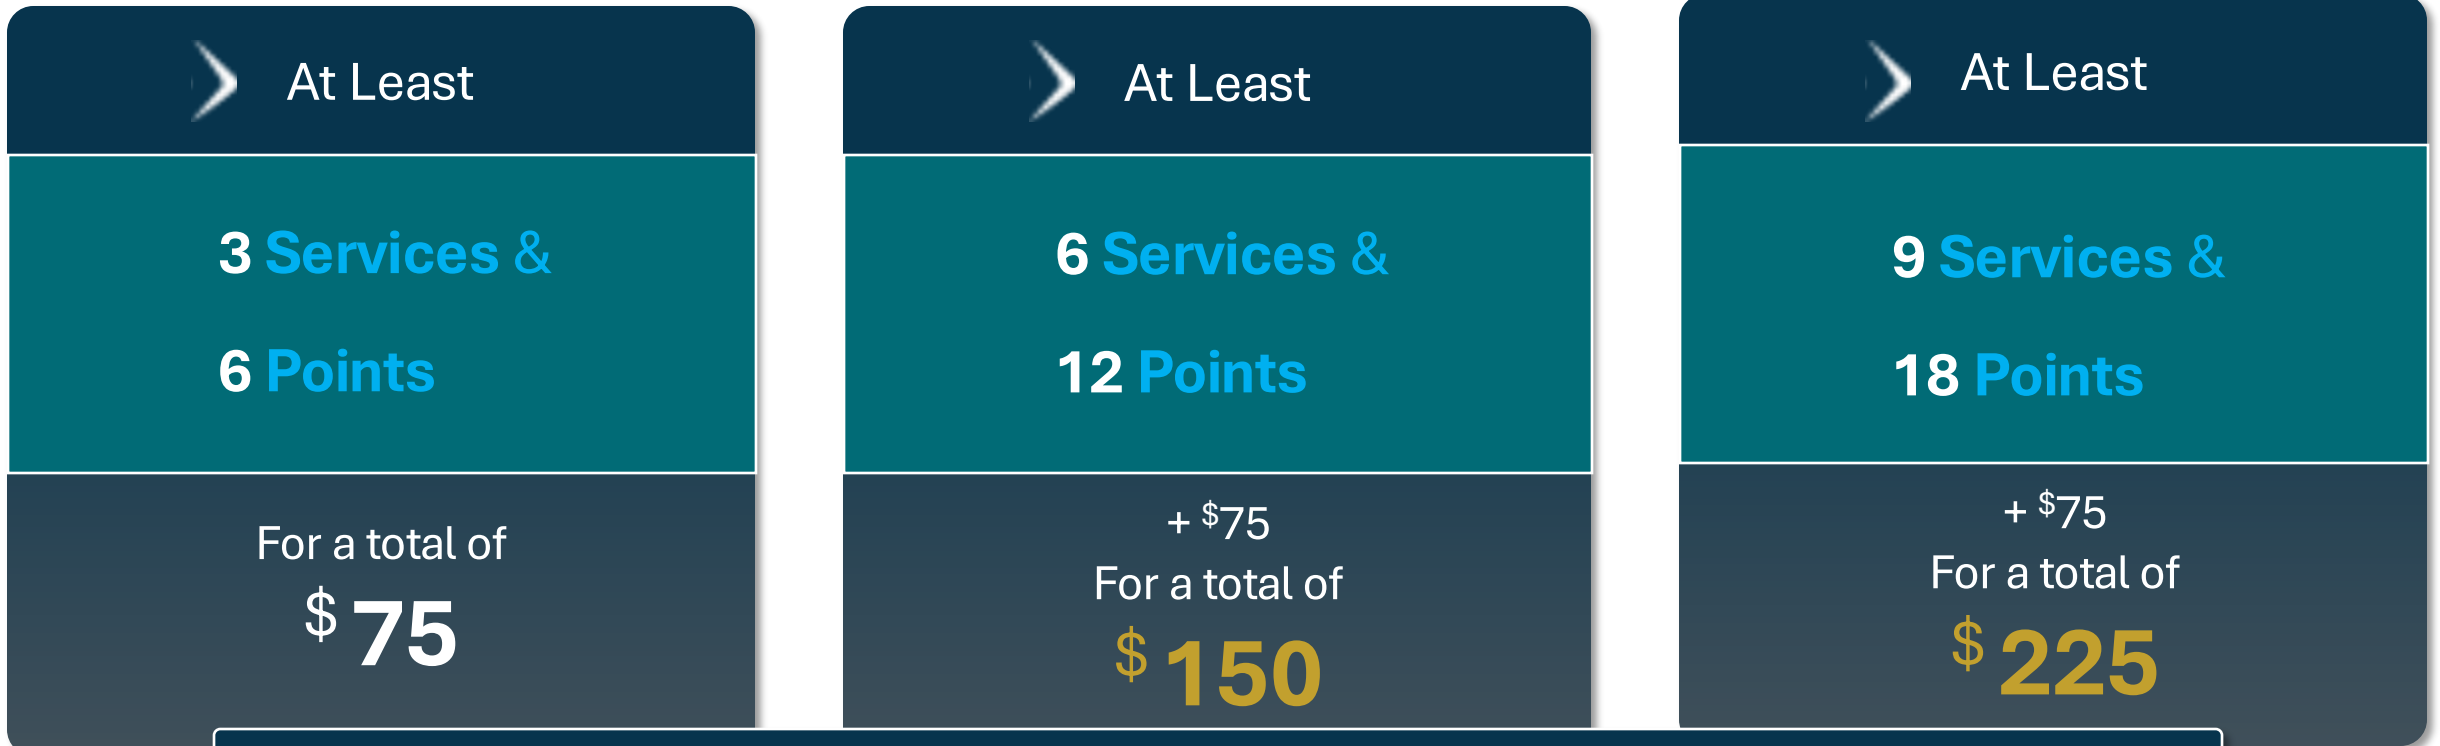 At Least
3 Services &
6 Points
For a total of
$75
At Least
6 Services &
12 Points
+ $75
For a total of
$150
At Least
9 Services &
18 Points
+ $75
For a total of
$225